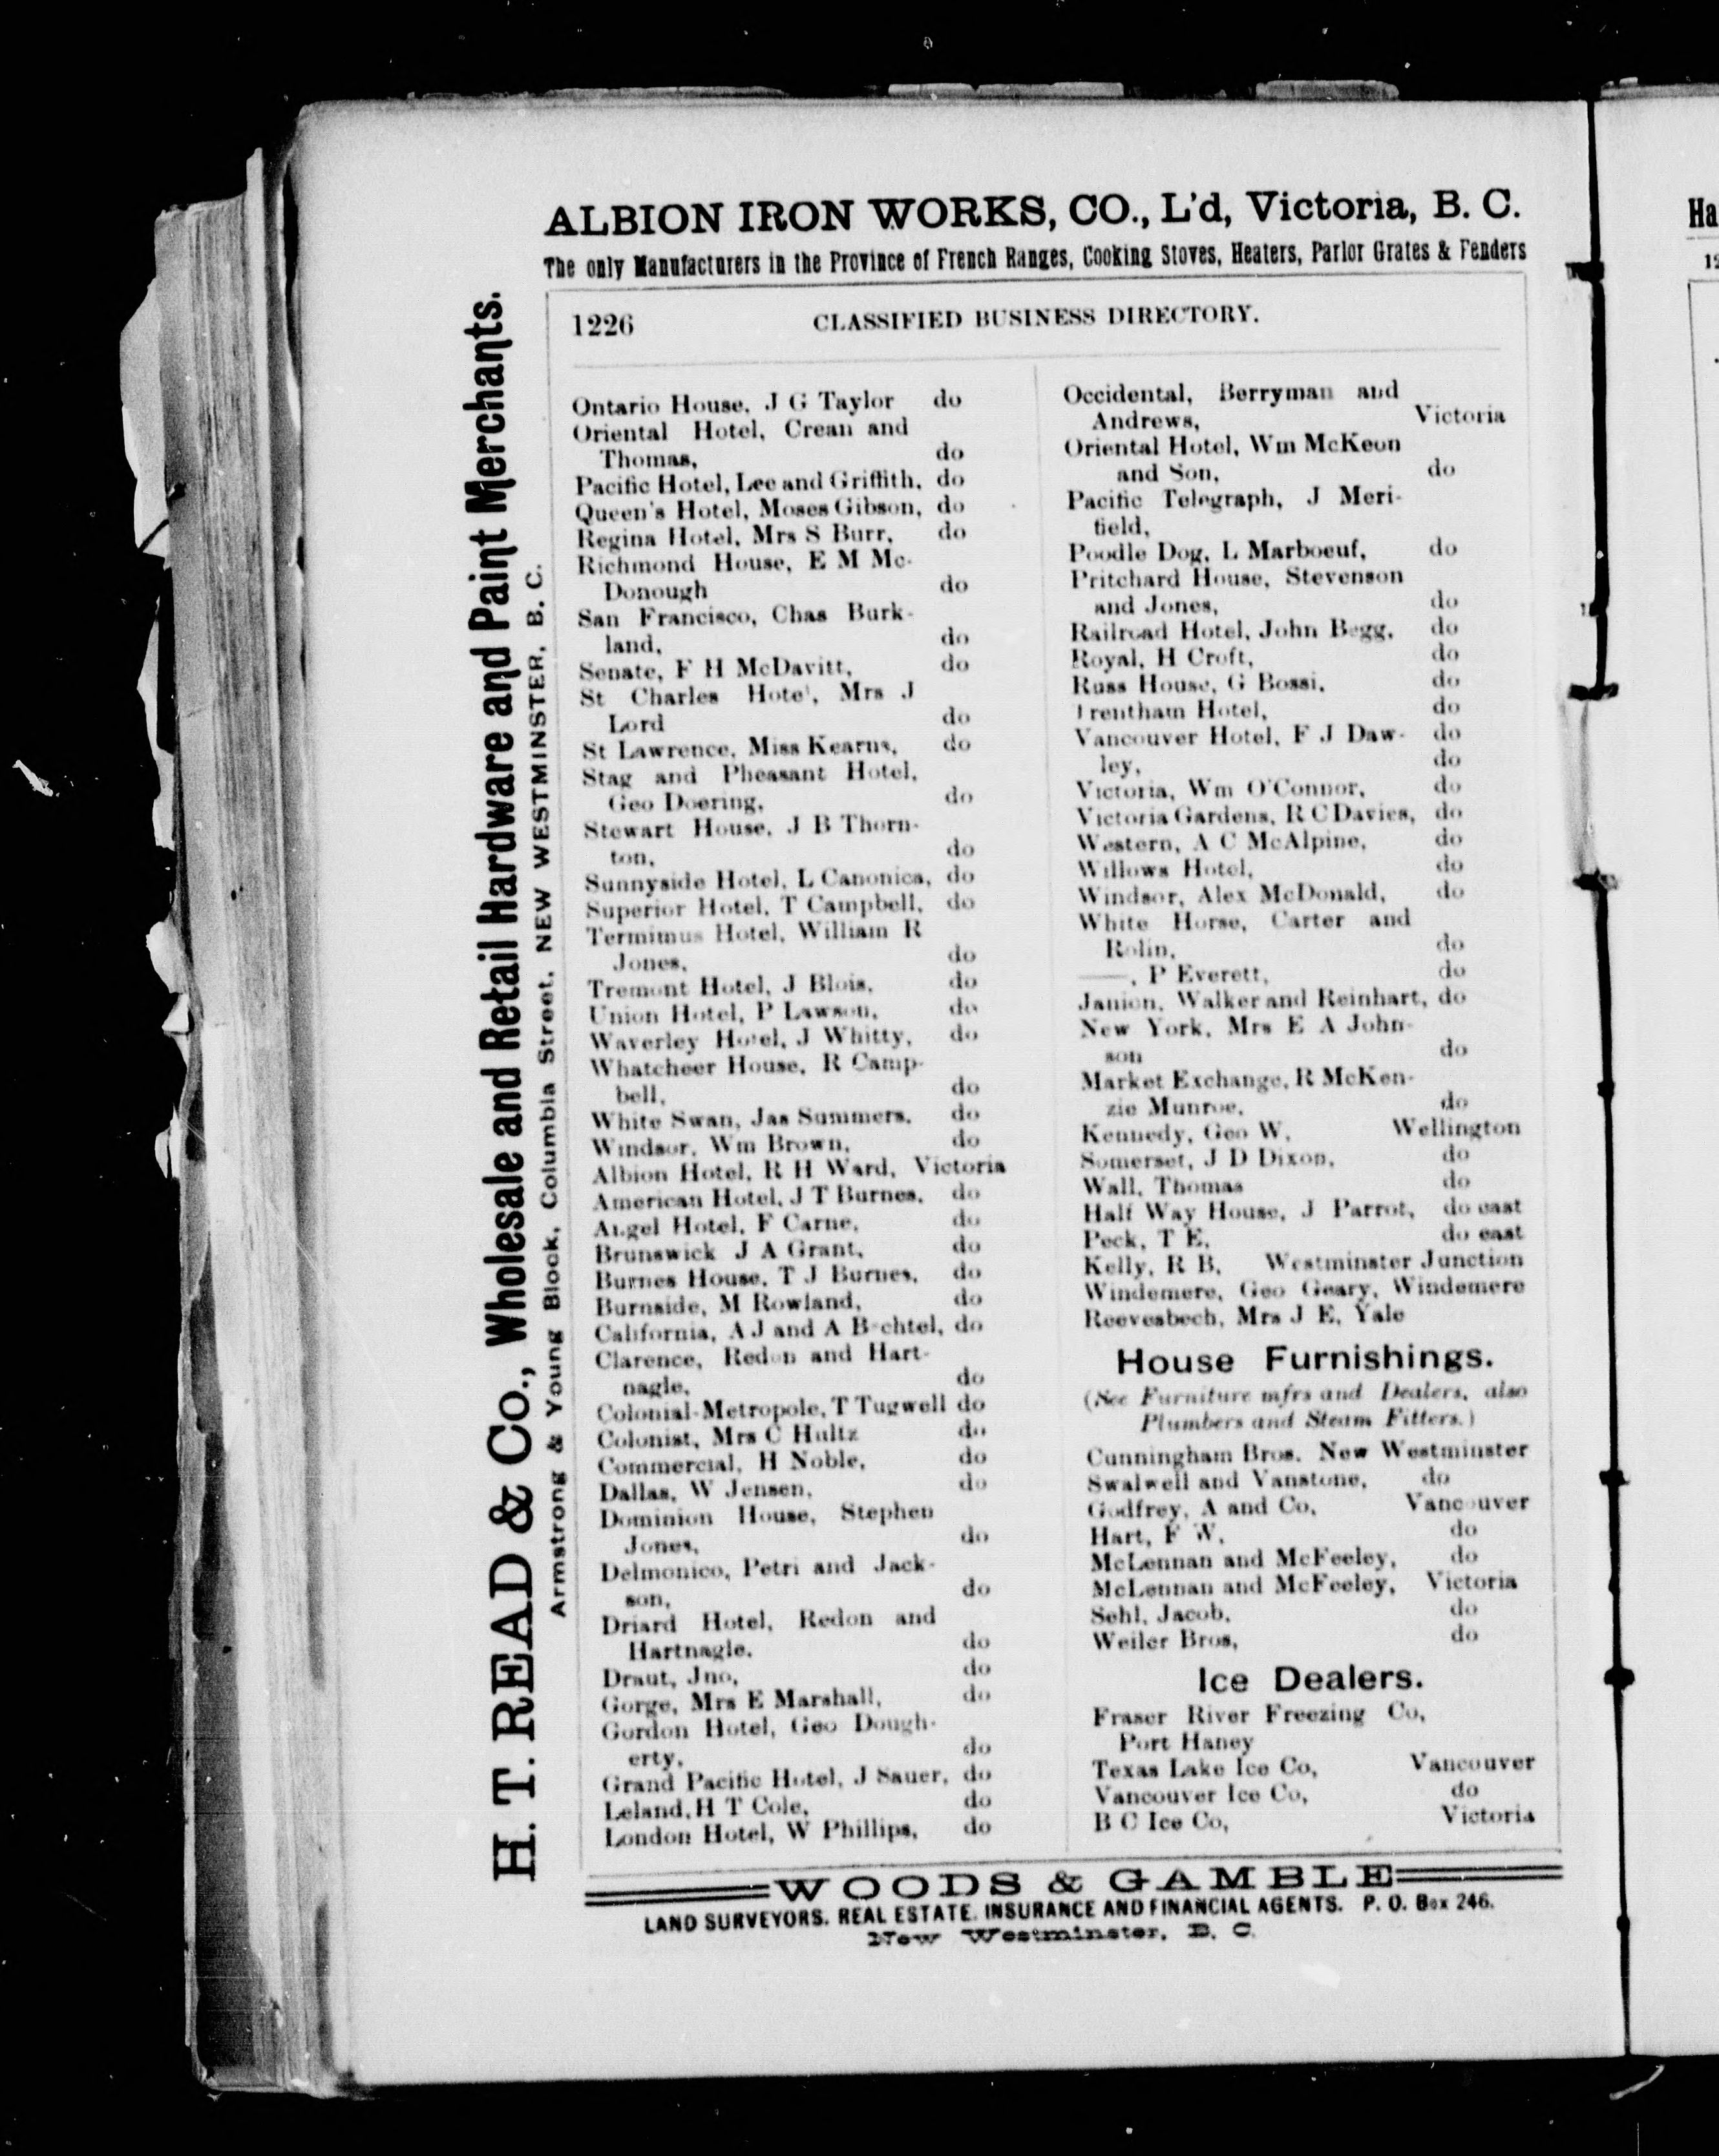 ALBION IRON WORKS, CO., L'd, Victoria, B. C.
The only Manufacturers in the Province of French Ranges, Cooking Stoves, Heaters, Parlor Grates & Fenders
H. T. READ & Co., Wholesale and Retail Hardware and Paint Merchants.
Armstrong & Young Block, Columbia Street, NEW WESTMINSTER, B. C.
1226 CLASSIFIED BUSINESS DIRECTORY.
Ontario House, J G Taylor do
Oriental Hotel, Crean and
Thomas, do
Pacific Hotel, Lee and Griffith, do
Queen's Hotel, Moses Gibson, do
Regina Hotel, Mrs S Burr, do
Richmond House, E M Mc-
Donough do
San Francisco, Chas Burk-
land, do
Senate, F H McDavitt, do
St Charles Hotel, Mrs J
Lord do
St Lawrence, Miss Kearns, do
Stag and Pheasant Hotel,
Geo Doering, do
Stewart House, J B Thorn-
ton, do
Sunnyside Hotel, L Canonica, do
Superior Hotel, T Campbell, do
Termimus Hotel, William R
Jones, do
Tremont Hotel, J Blois, do
Union Hotel, P Lawson, do
Waverley Hotel, J Whitty, do
Whatcheer House, R Camp-
bell, do
White Swan, Jas Summers, do
Windsor, Wm Brown, do
Albion Hotel, R H Ward, Victoria
American Hotel, J T Burnes, do
Angel Hotel, F Carne, do
Brunswick J A Grant, do
Burnes House, T J Burnes, do
Burnside, M Rowland, do
California, A J and A Bechtel, do
Clarence, Redon and Hart-
nagle, do
Colonial-Metropole, T Tugwell do
Colonist, Mrs C Hultz do
Commercial, H Noble, do
Dallas, W Jensen, do
Dominion House, Stephen
Jones, do
Delmonico, Petri and Jack-
son, do
Driard Hotel, Redon and
Hartnagle, do
Draut, Jno, do
Gorge, Mrs E Marshall, do
Gordon Hotel, Geo Dough-
erty, do
Grand Pacific Hotel, J Sauer, do
Leland, H T Cole, do
London Hotel, W Phillips, do
Occidental, Berryman and
Andrews, Victoria
Oriental Hotel, Wm McKeon
and Son, do
Pacific Telegraph, J Meri-
field,
Poodle Dog, L Marboeuf, do
Pritchard House, Stevenson
and Jones, do
Railroad Hotel, John Begg, do
Royal, H Croft, do
Russ House, G Bossi, do
Trentham Hotel, do
Vancouver Hotel, F J Daw- do
ley, do
Victoria, Wm O'Connor, do
Victoria Gardens, R C Davies, do
Western, A C McAlpine, do
Willows Hotel, do
Windsor, Alex McDonald, do
White Horse, Carter and
Rolin, do
——, P Everett, do
Janion, Walker and Reinhart, do
New York, Mrs E A John-
son do
Market Exchange, R McKen-
zie Munroe, do
Kennedy, Geo W, Wellington
Somerset, J D Dixon, do
Wall, Thomas do
Half Way House, J Parrot, do east
Peck, T E, do east
Kelly, R B, Westminster Junction
Windemere, Geo Geary, Windemere
Reevesbech, Mrs J E, Yale
House Furnishings.
(See Furniture mfrs and Dealers, also
Plumbers and Steam Fitters.)
Cunningham Bros, New Westminster
Swalwell and Vanstone, do
Godfrey, A and Co, Vancouver
Hart, F W, do
McLennan and McFeeley, do
McLennan and McFeeley, Victoria
Sehl, Jacob, do
Weiler Bros, do
Ice Dealers.
Fraser River Freezing Co,
Port Haney
Texas Lake Ice Co, Vancouver
Vancouver Ice Co, do
B C Ice Co, Victoria
WOODS & GAMBLE
LAND SURVEYORS. REAL ESTATE. INSURANCE AND FINANCIAL AGENTS. P. O. Box 246.
New Westminster, B. C.
Ha